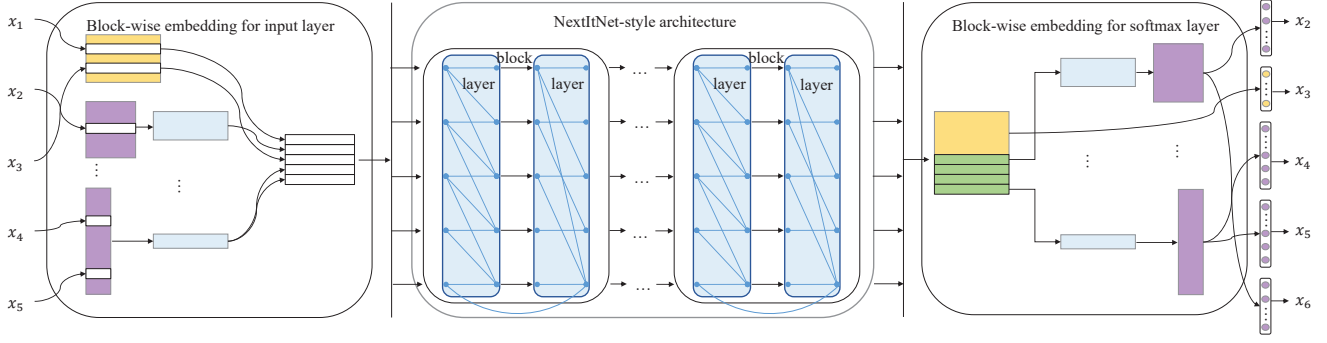 Block-wise embedding for input layer
NextItNet-style architecture
Block-wise embedding for softmax layer
x₁
x₂
x₃
x₄
x₅
⋮
⋮
block
layer
layer
...
...
...
...
...
block
layer
layer
⋮
⋮
x₂
x₃
x₄
x₅
x₆